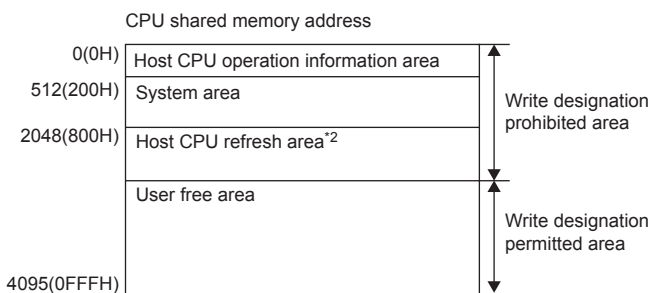 CPU shared memory address
0(0H)
Host CPU operation information area
512(200H)
System area
Write designation
prohibited area
2048(800H)
Host CPU refresh area*2
User free area
Write designation
permitted area
4095(0FFFH)